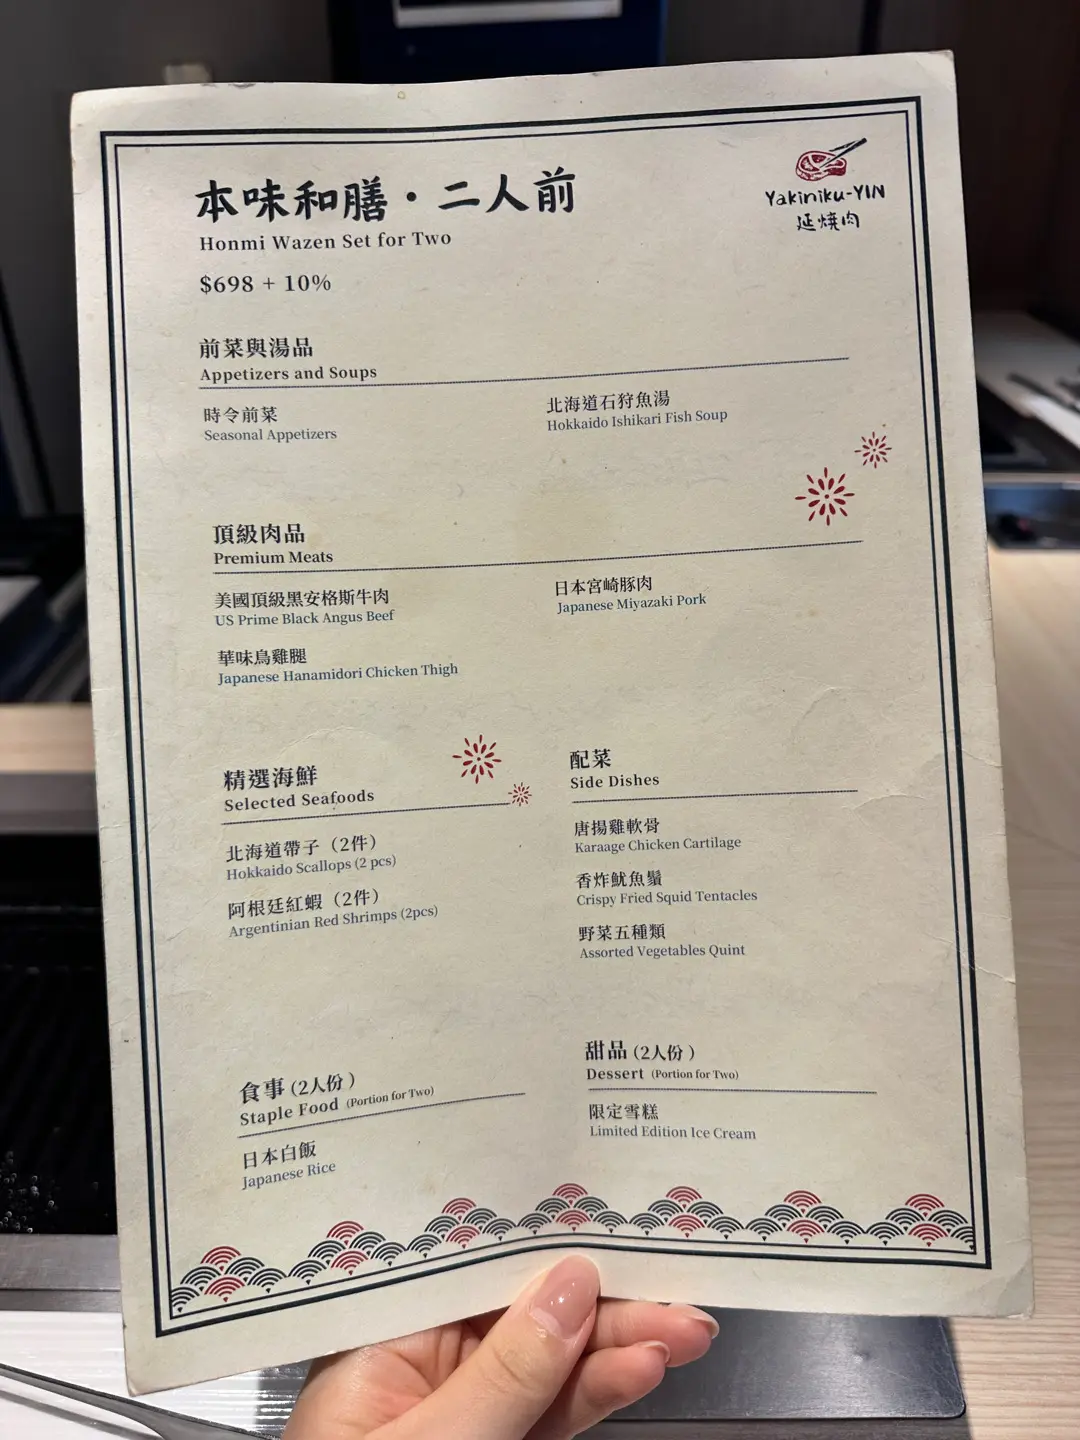 本味和膳・二人前
Honmi Wazen Set for Two
$698 + 10%
Yakiniku-YIN
延燒肉
前菜與湯品
Appetizers and Soups
時令前菜
Seasonal Appetizers
北海道石狩魚湯
Hokkaido Ishikari Fish Soup
頂級肉品
Premium Meats
美國頂級黑安格斯牛肉
US Prime Black Angus Beef
日本宮崎豚肉
Japanese Miyazaki Pork
華味鳥雞腿
Japanese Hanamidori Chicken Thigh
精選海鮮
Selected Seafoods
北海道帶子（2件）
Hokkaido Scallops (2 pcs)
阿根廷紅蝦（2件）
Argentinian Red Shrimps (2pcs)
配菜
Side Dishes
唐揚雞軟骨
Karaage Chicken Cartilage
香炸魷魚鬚
Crispy Fried Squid Tentacles
野菜五種類
Assorted Vegetables Quint
食事（2人份）
Staple Food (Portion for Two)
日本白飯
Japanese Rice
甜品（2人份）
Dessert (Portion for Two)
限定雪糕
Limited Edition Ice Cream